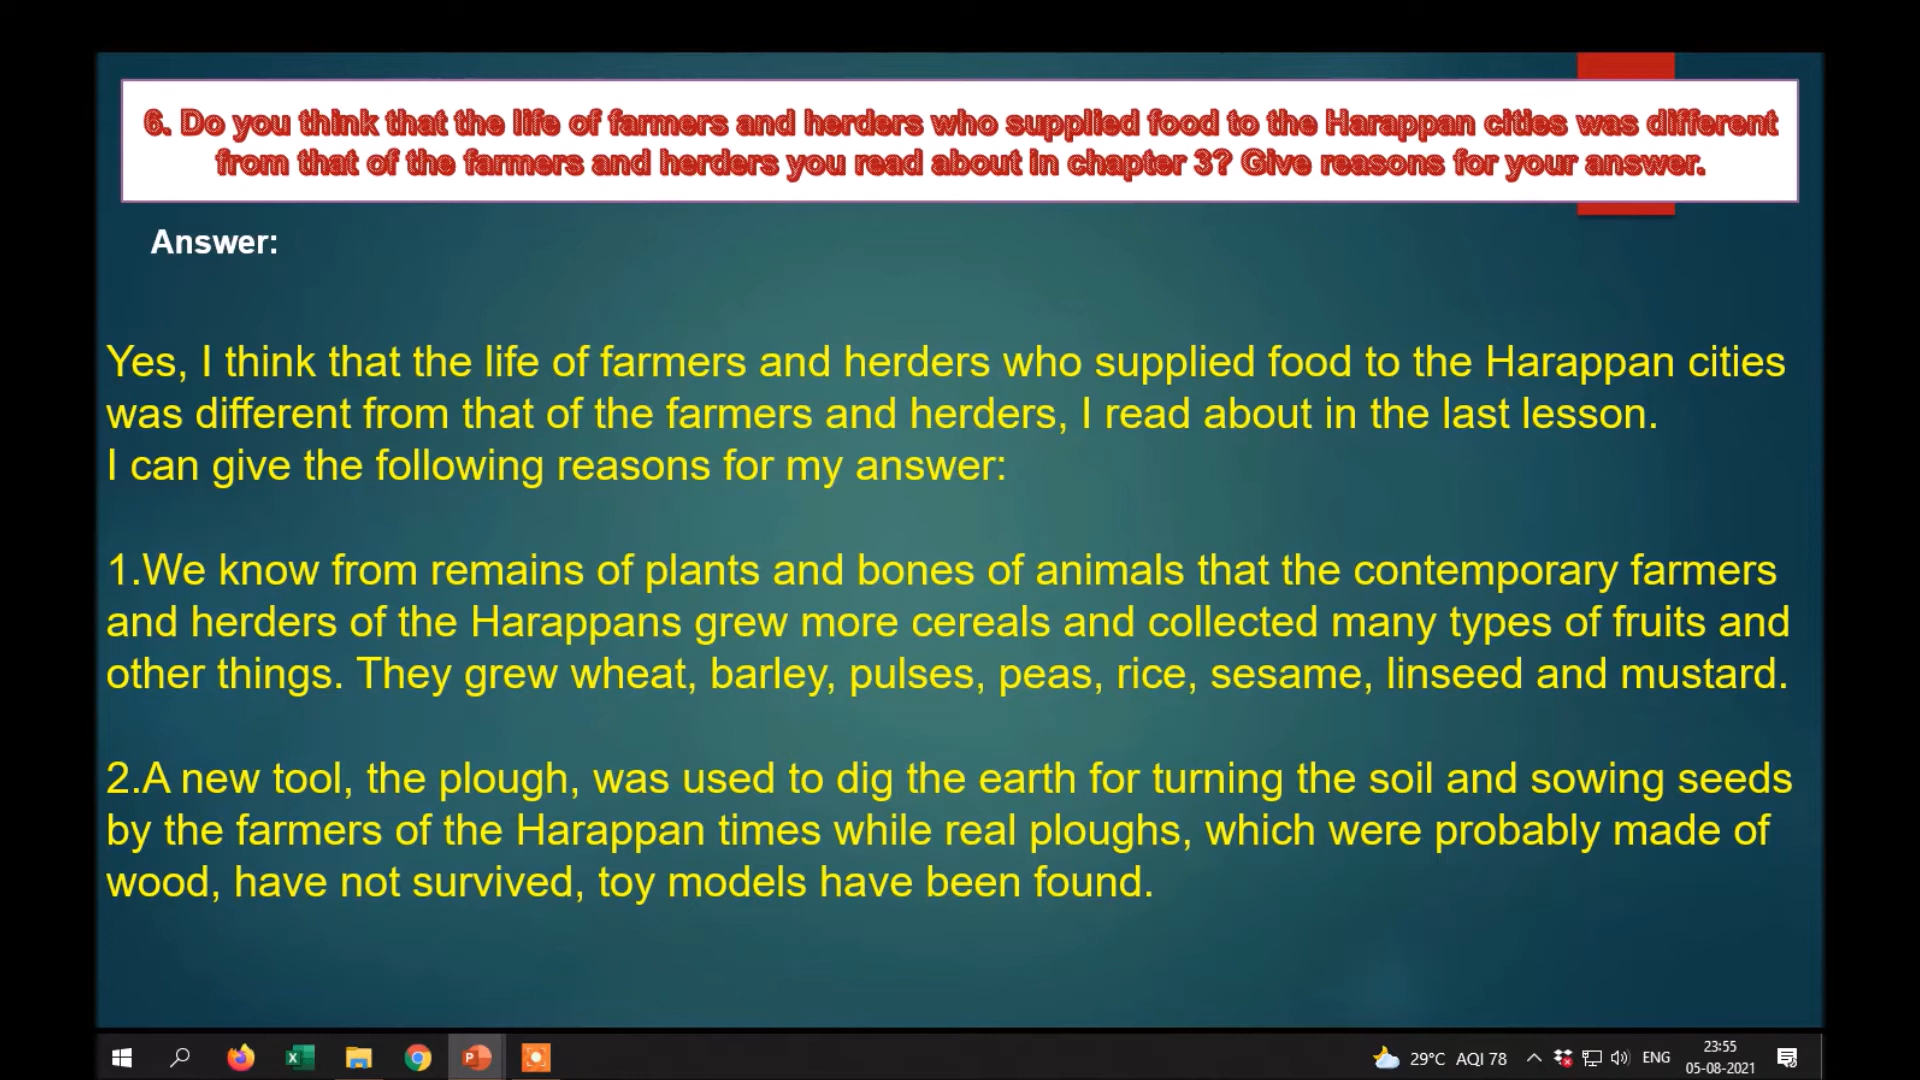 6. Do you think that the life of farmers and herders who supplied food to the Harappan cities was different
from that of the farmers and herders you read about in chapter 3? Give reasons for your answer.
Answer:
Yes, I think that the life of farmers and herders who supplied food to the Harappan cities
was different from that of the farmers and herders, I read about in the last lesson.
I can give the following reasons for my answer:
1.We know from remains of plants and bones of animals that the contemporary farmers
and herders of the Harappans grew more cereals and collected many types of fruits and
other things. They grew wheat, barley, pulses, peas, rice, sesame, linseed and mustard.
2.A new tool, the plough, was used to dig the earth for turning the soil and sowing seeds
by the farmers of the Harappan times while real ploughs, which were probably made of
wood, have not survived, toy models have been found.
29°C AQI 78 ENG
23:55
05-08-2021